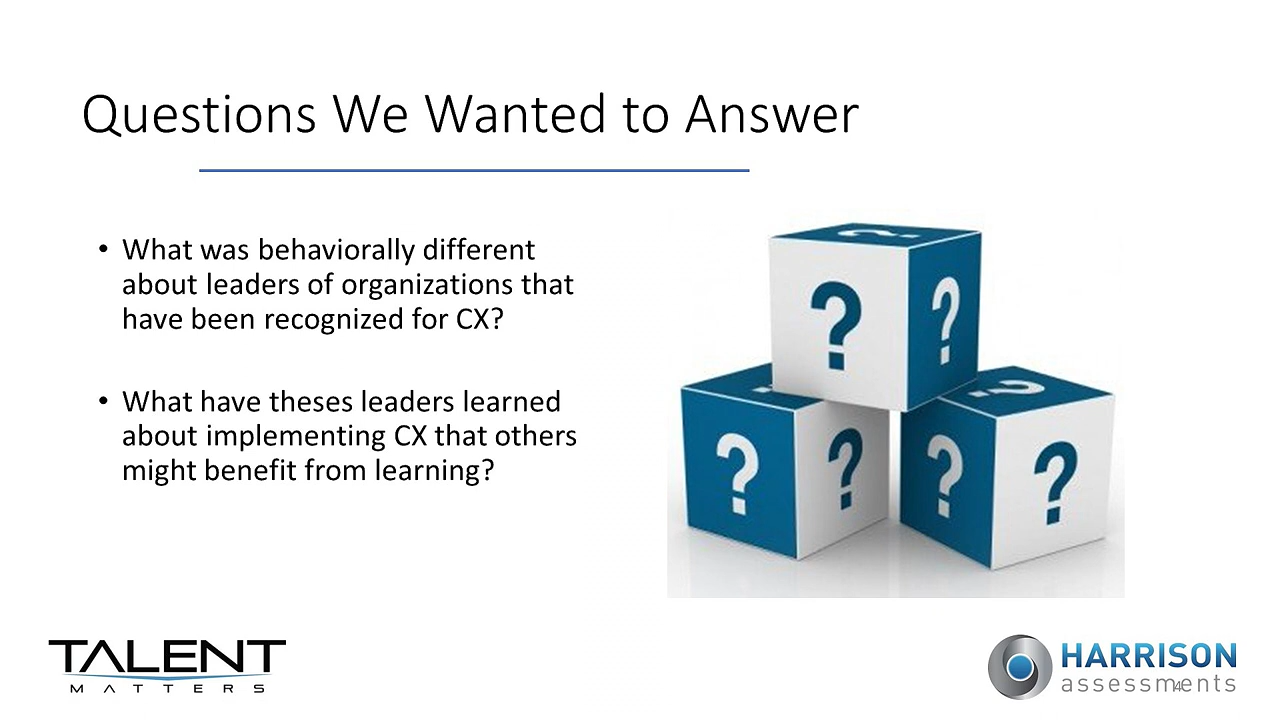 Questions We Wanted to Answer
• What was behaviorally different
about leaders of organizations that
have been recognized for CX?
• What have theses leaders learned
about implementing CX that others
might benefit from learning?
?
?
?
?
?
?
?
?
TALENT
MATTERS
HARRISON
assessments
4